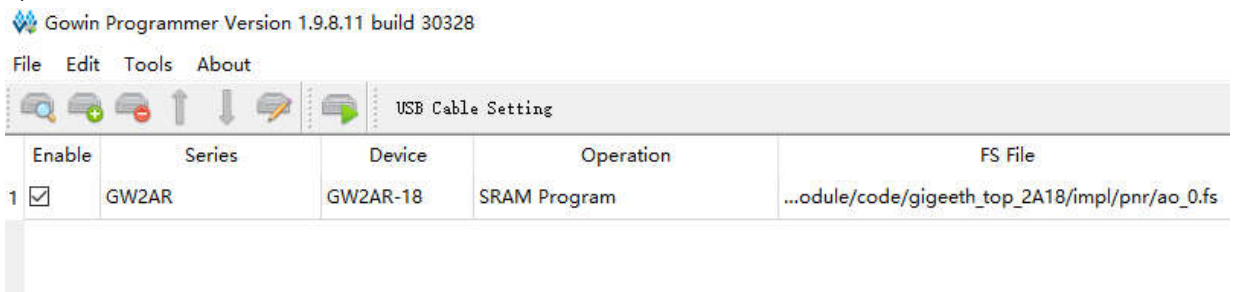 Gowin Programmer Version 1.9.8.11 build 30328
File Edit Tools About
USB Cable Setting
Enable Series Device Operation FS File
1 GW2AR GW2AR-18 SRAM Program ...odule/code/gigeeth_top_2A18/impl/pnr/ao_0.fs